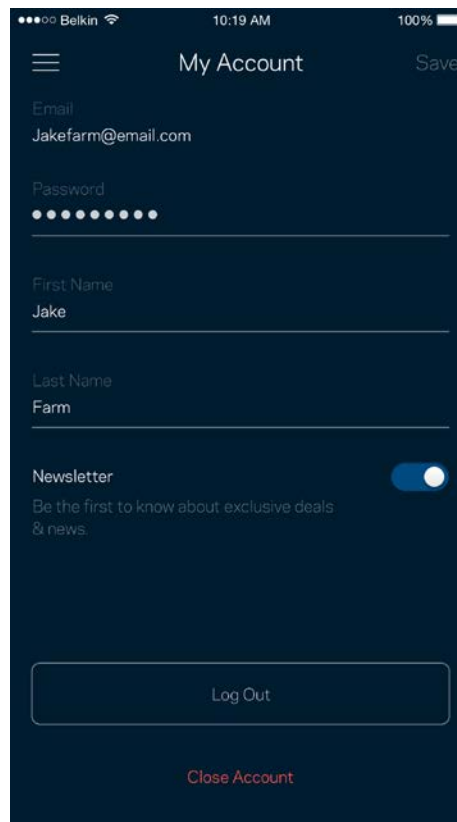 Belkin 10:19 AM 100%
My Account Save
Email
Jakefarm@email.com
Password
●●●●●●●●●
First Name
Jake
Last Name
Farm
Newsletter
Be the first to know about exclusive deals
& news.
Log Out
Close Account